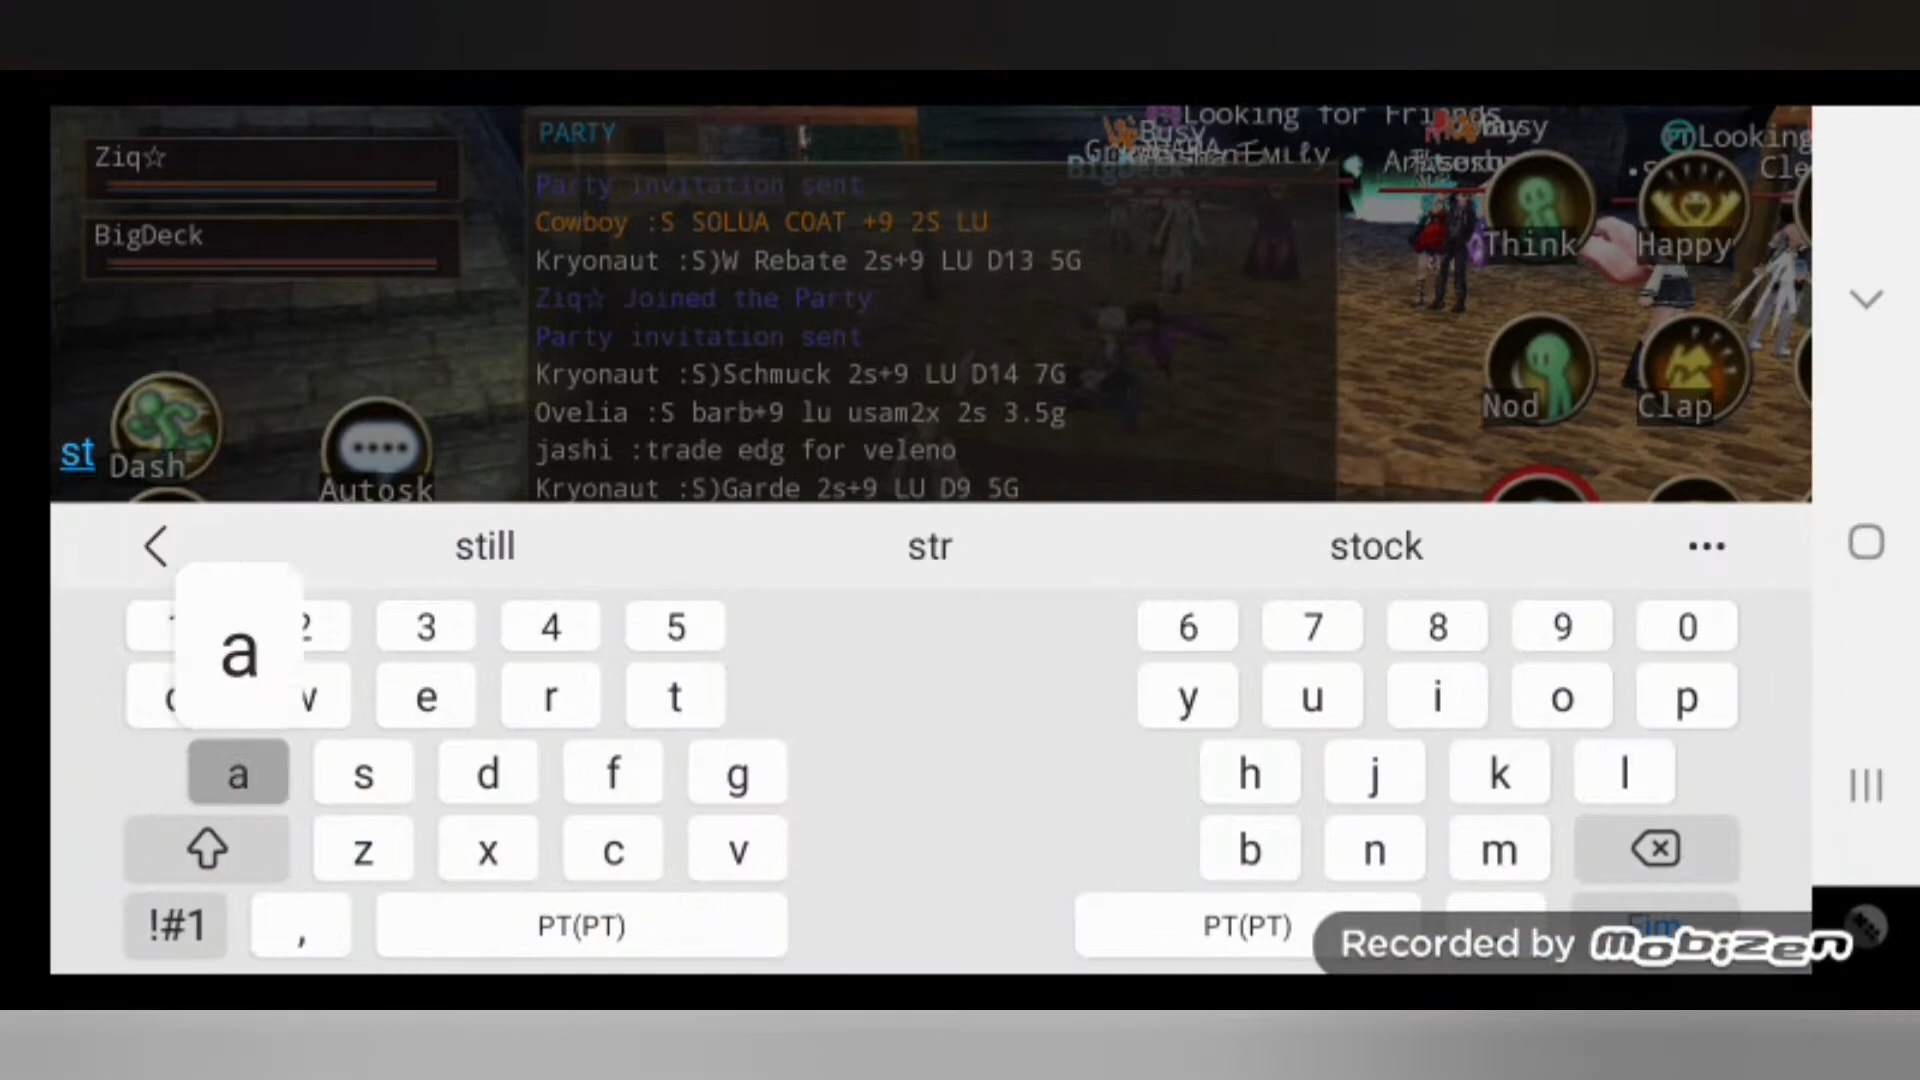 Looking for Friends
Busy
Looking
Cle
Ziq☆
BigDeck
PARTY
Party invitation sent
Cowboy :S SOLUA COAT +9 2S LU
Kryonaut :S)W Rebate 2s+9 LU D13 5G
Ziq☆ Joined the Party
Party invitation sent
Kryonaut :S)Schmuck 2s+9 LU D14 7G
Ovelia :S barb+9 lu usam2x 2s 3.5g
jashi :trade edg for veleno
Kryonaut :S)Garde 2s+9 LU D9 5G
Think
Happy
Nod
Clap
st
Dash
Autosk
still
str
stock
a
3 4 5 6 7 8 9 0
e r t y u i o p
a s d f g h j k l
z x c v b n m
!#1 , PT(PT) PT(PT) Fim
Recorded by mobizen